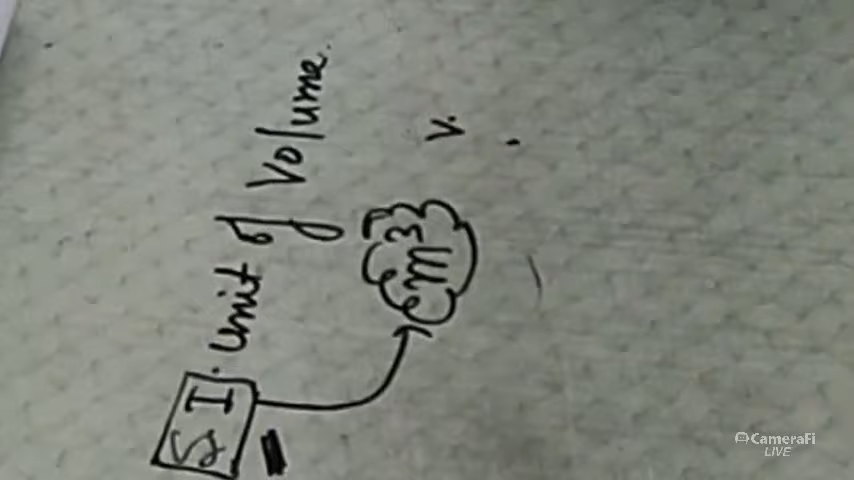 SI. unit of Volume.
m³
V.
CameraFi
LIVE